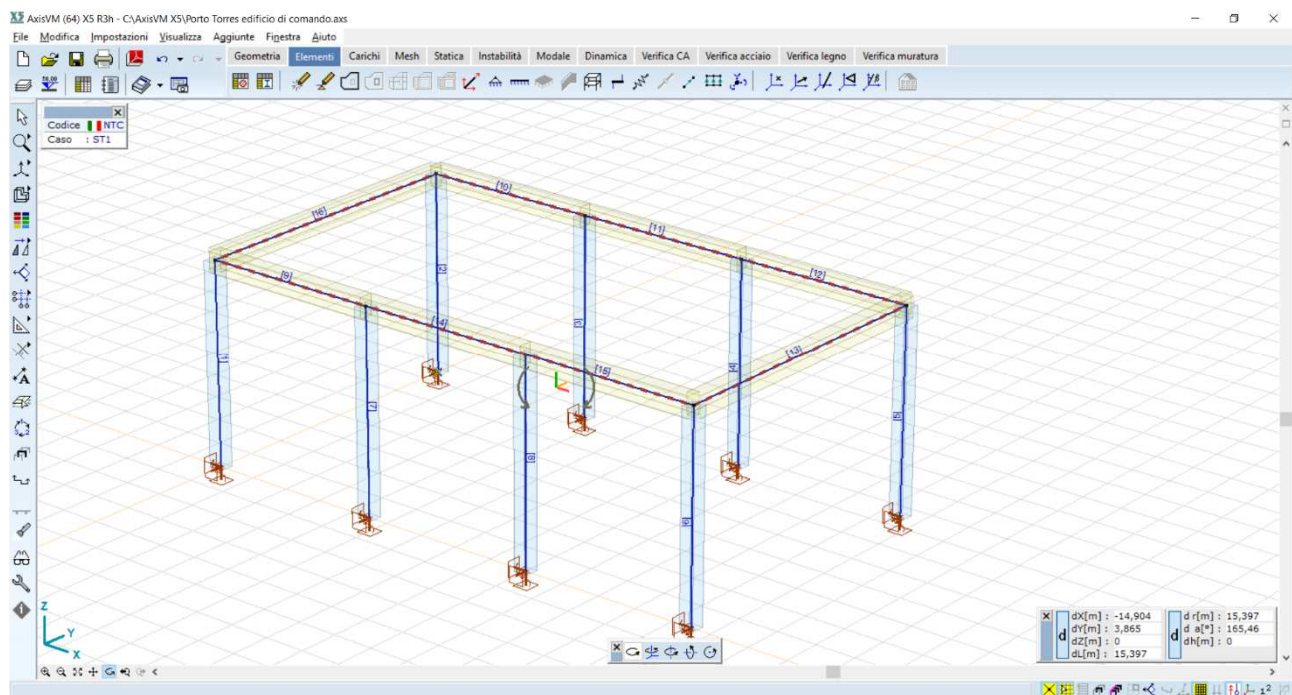 AxisVM (64) X5 R3h - C:\AxisVM X5\Porto Torres edificio di comando.axs
File Modifica Impostazioni Visualizza Aggiunte Finestra Aiuto
Geometria Elementi Carichi Mesh Statica Instabilità Modale Dinamica Verifica CA Verifica acciaio Verifica legno Verifica muratura
Codice NTC
Caso : ST1
[10]
[16]
[11]
[2]
[12]
[9]
[3]
[14]
[13]
[1]
[15]
[4]
[7]
[5]
[8]
[6]
Z
Y
X
d
dX[m] : -14,904
dY[m] : 3,865
dZ[m] : 0
dL[m] : 15,397
d
d r[m] : 15,397
d a[°] : 165,46
dh[m] : 0